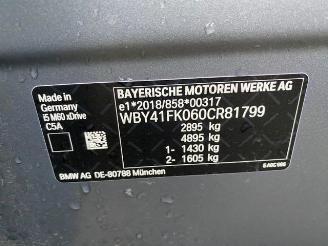 BAYERISCHE MOTOREN WERKE AG
e1*2018/858*00317
WBY41FK060CR81799
2895 kg
4895 kg
1- 1430 kg
2- 1605 kg
Made in
Germany
i5 M60 xDrive
C5A
BMW AG DE-80788 München